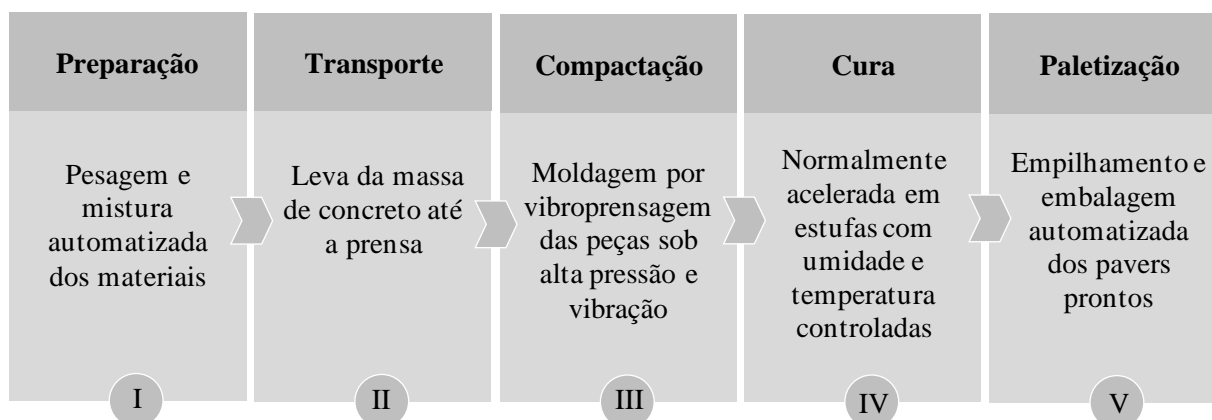 Preparação
Pesagem e
mistura
automatizada
dos materiais
I
Transporte
Leva da massa
de concreto até
a prensa
II
Compactação
Moldagem por
vibroprensagem
das peças sob
alta pressão e
vibração
III
Cura
Normalmente
acelerada em
estufas com
umidade e
temperatura
controladas
IV
Paletização
Empilhamento e
embalagem
automatizada
dos pavers
prontos
V